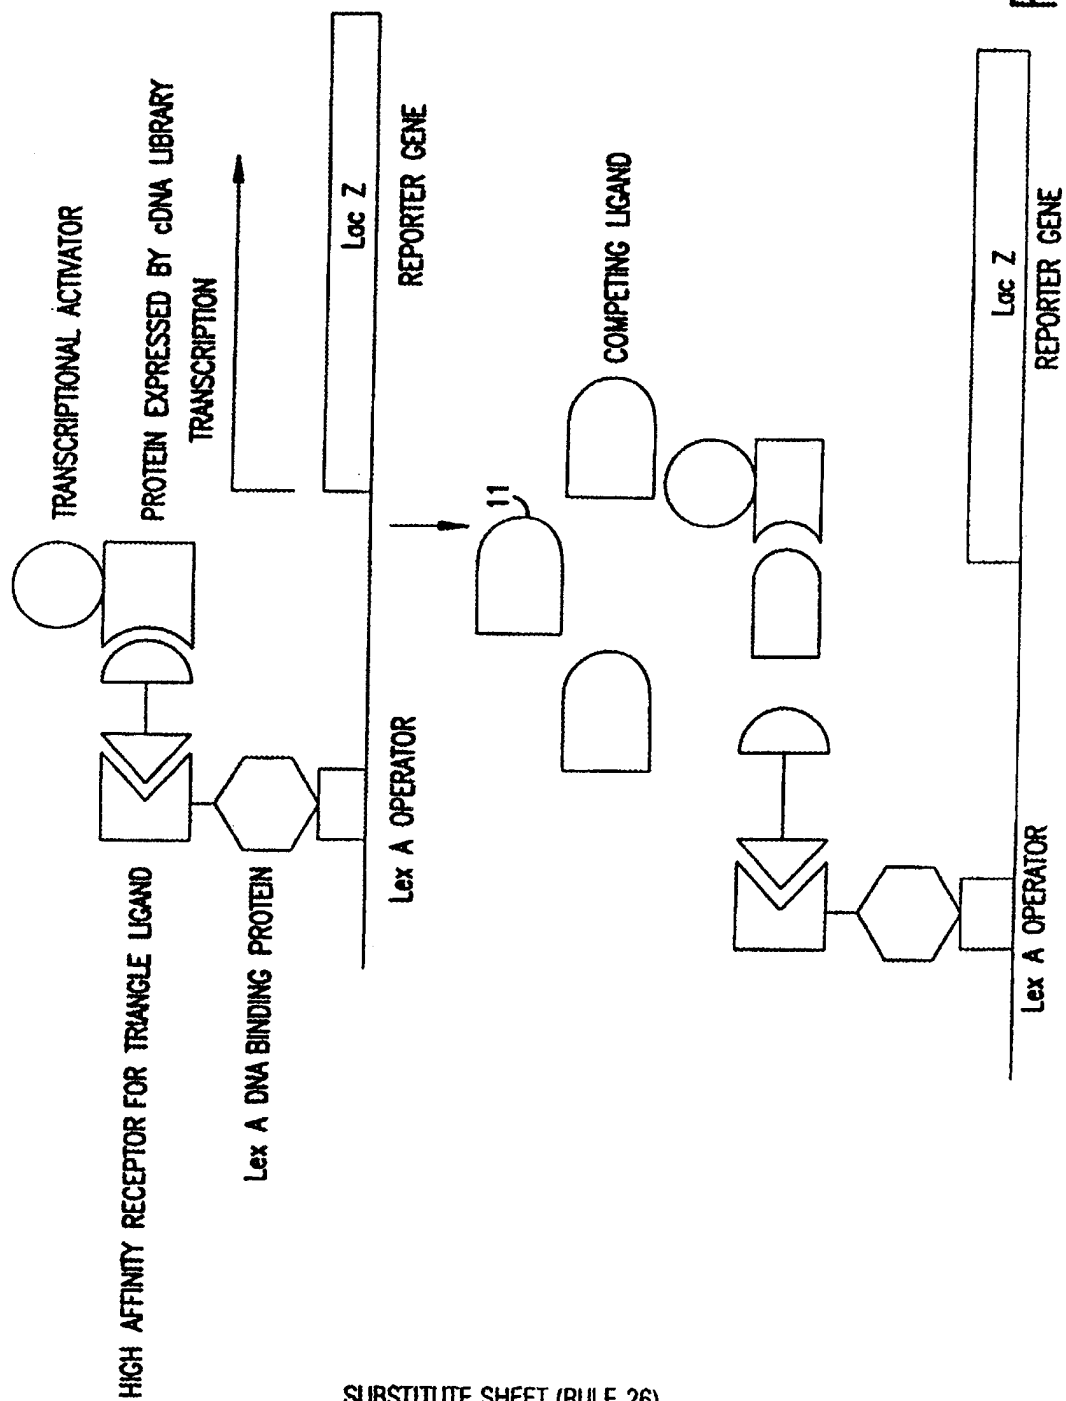 TRANSCRIPTIONAL ACTIVATOR
PROTEIN EXPRESSED BY cDNA LIBRARY
TRANSCRIPTION
HIGH AFFINITY RECEPTOR FOR TRIANGLE LIGAND
Lex A DNA BINDING PROTEIN
Lac Z
Lex A OPERATOR
REPORTER GENE
11
COMPETING LIGAND
Lac Z
Lex A OPERATOR
REPORTER GENE
SUBSTITUTE SHEET (RULE 26)